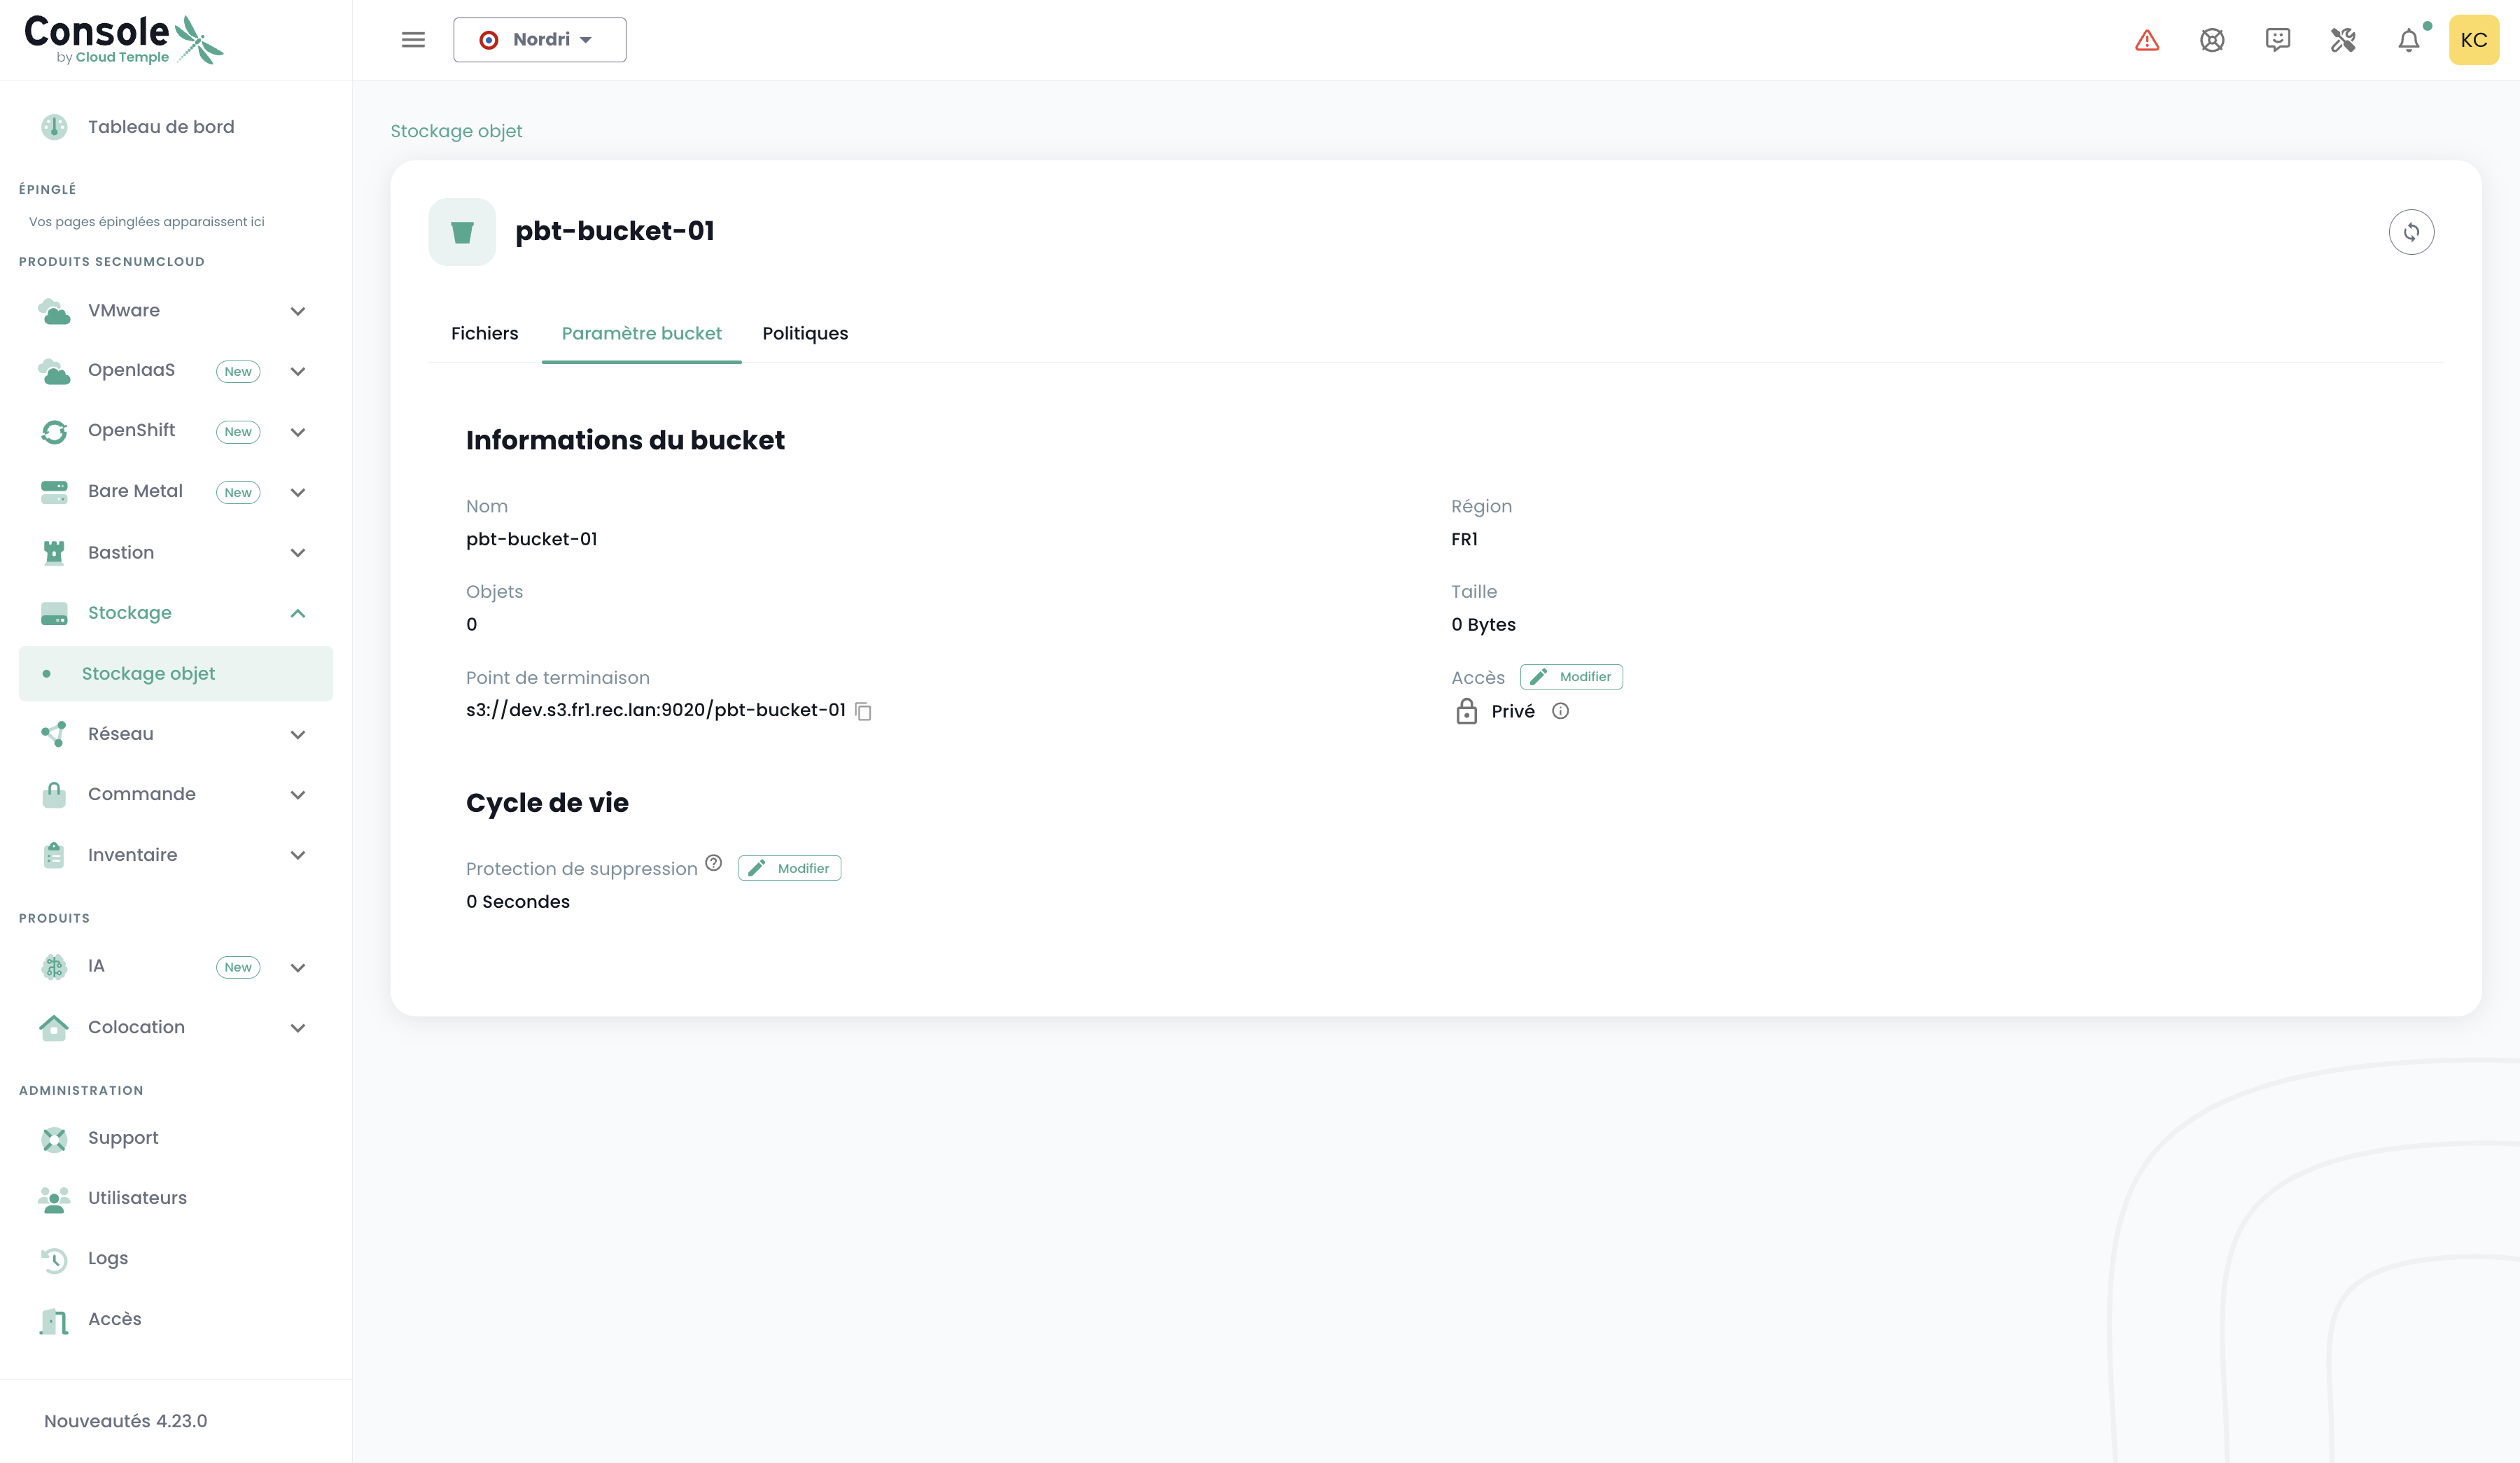 Console
by Cloud Temple
Nordri
KC
Tableau de bord
ÉPINGLÉ
Vos pages épinglées apparaissent ici
PRODUITS SECNUMCLOUD
VMware
OpenIaaS New
OpenShift New
Bare Metal New
Bastion
Stockage
Stockage objet
Réseau
Commande
Inventaire
PRODUITS
IA New
Colocation
ADMINISTRATION
Support
Utilisateurs
Logs
Accès
Nouveautés 4.23.0
Stockage objet
pbt-bucket-01
Fichiers Paramètre bucket Politiques
Informations du bucket
Nom
pbt-bucket-01
Région
FR1
Objets
0
Taille
0 Bytes
Point de terminaison
s3://dev.s3.fr1.rec.lan:9020/pbt-bucket-01
Accès Modifier
Privé
Cycle de vie
Protection de suppression Modifier
0 Secondes